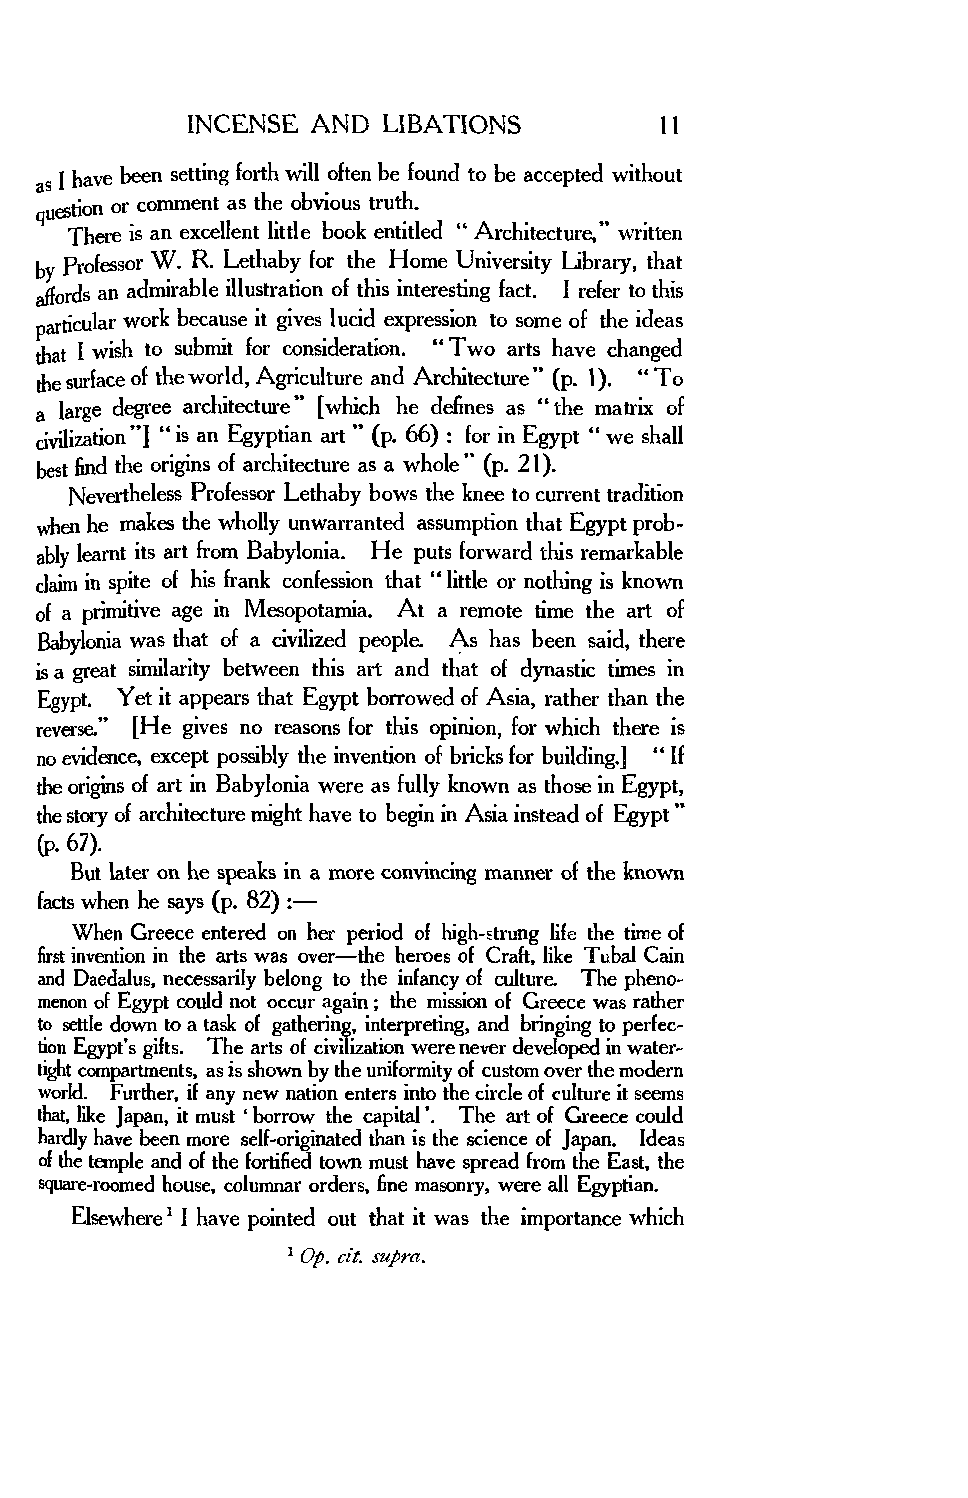 INCENSE AND LIBATIONS 11
as I have been setting forth will often be found to be accepted without
question or comment as the obvious truth.
There is an excellent little book entitled " Architecture," written
by Professor W. R. Lethaby for the Home University Library, that
affords an admirable illustration of this interesting fact. I refer to this
particular work because it gives lucid expression to some of the ideas
that I wish to submit for consideration. "Two arts have changed
the surface of the world, Agriculture and Architecture" (p. 1). "To
a large degree architecture" [which he defines as "the matrix of
civilization"] "is an Egyptian art" (p. 66) : for in Egypt "we shall
best find the origins of architecture as a whole" (p. 21).
Nevertheless Professor Lethaby bows the knee to current tradition
when he makes the wholly unwarranted assumption that Egypt prob-
ably learnt its art from Babylonia. He puts forward this remarkable
claim in spite of his frank confession that "little or nothing is known
of a primitive age in Mesopotamia. At a remote time the art of
Babylonia was that of a civilized people. As has been said, there
is a great similarity between this art and that of dynastic times in
Egypt. Yet it appears that Egypt borrowed of Asia, rather than the
reverse." [He gives no reasons for this opinion, for which there is
no evidence, except possibly the invention of bricks for building.] "If
the origins of art in Babylonia were as fully known as those in Egypt,
the story of architecture might have to begin in Asia instead of Egypt"
(p. 67).
But later on he speaks in a more convincing manner of the known
facts when he says (p. 82) :—
When Greece entered on her period of high-strung life the time of
first invention in the arts was over—the heroes of Craft, like Tubal Cain
and Daedalus, necessarily belong to the infancy of culture. The pheno-
menon of Egypt could not occur again ; the mission of Greece was rather
to settle down to a task of gathering, interpreting, and bringing to perfec-
tion Egypt's gifts. The arts of civilization were never developed in water-
tight compartments, as is shown by the uniformity of custom over the modern
world. Further, if any new nation enters into the circle of culture it seems
that, like Japan, it must ' borrow the capital '. The art of Greece could
hardly have been more self-originated than is the science of Japan. Ideas
of the temple and of the fortified town must have spread from the East, the
square-roomed house, columnar orders, fine masonry, were all Egyptian.
Elsewhere ¹ I have pointed out that it was the importance which
¹ Op. cit. supra.